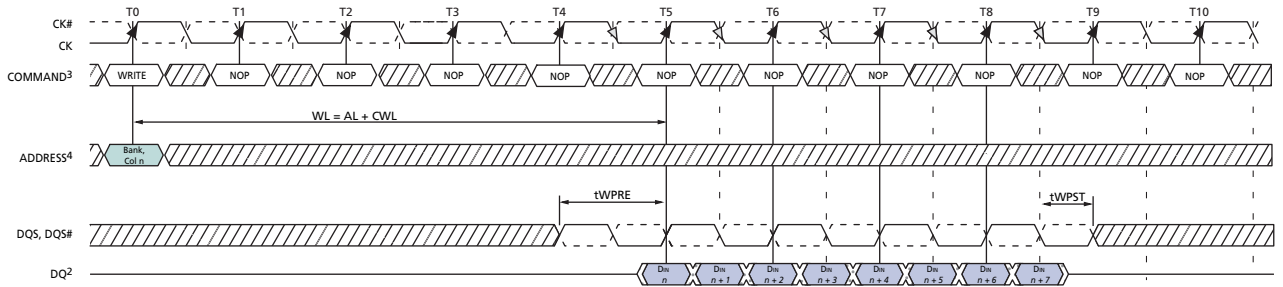 T0 T1 T2 T3 T4 T5 T6 T7 T8 T9 T10
CK#
CK
COMMAND3 WRITE NOP NOP NOP NOP NOP NOP NOP NOP NOP NOP
WL = AL + CWL
ADDRESS4 Bank,
Col n
tWPRE tWPST
DQS, DQS#
DQ2 DIN DIN DIN DIN DIN DIN DIN DIN
n n + 1 n + 2 n + 3 n + 4 n + 5 n + 6 n + 7